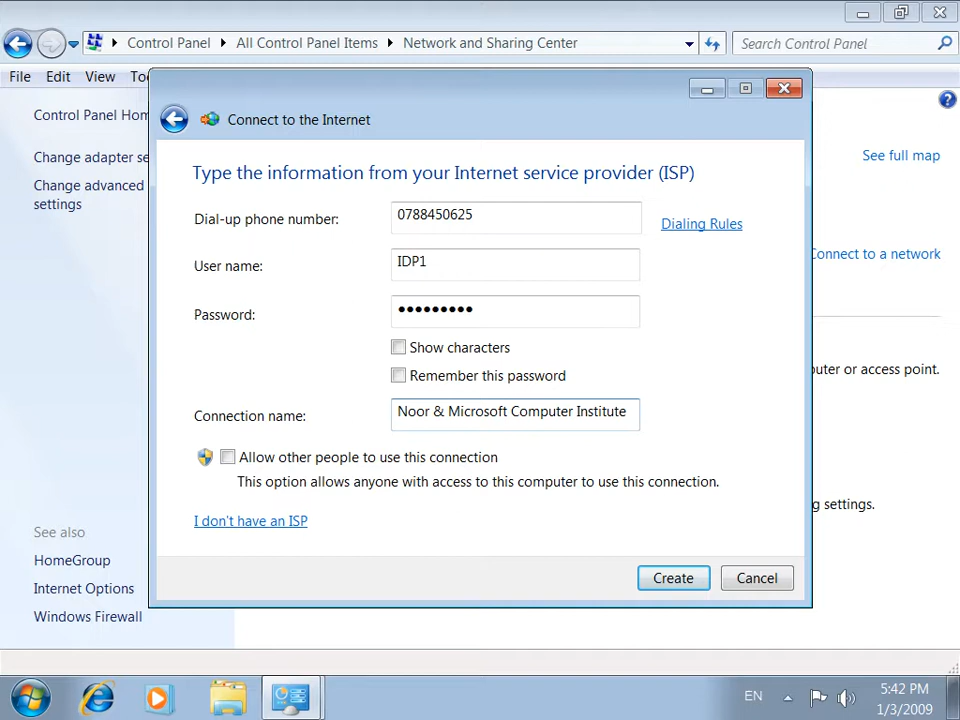 Control Panel All Control Panel Items Network and Sharing Center Search Control Panel
File Edit View
Control Panel
Change adapter
Change advanced
settings
See full map
Connect to a network
or access point.
settings.
Connect to the Internet
Type the information from your Internet service provider (ISP)
Dial-up phone number: 0788450625 Dialing Rules
User name: IDP1
Password: •••••••••
Show characters
Remember this password
Connection name: Noor & Microsoft Computer Institute
Allow other people to use this connection
This option allows anyone with access to this computer to use this connection.
I don't have an ISP
Create Cancel
See also
HomeGroup
Internet Options
Windows Firewall
EN 5:42 PM
1/3/2009